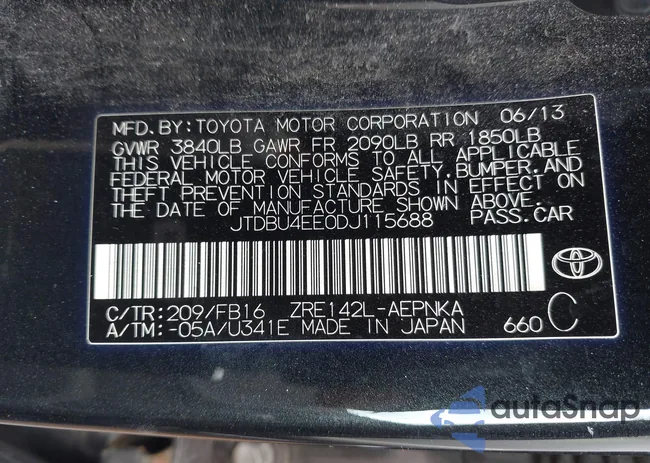 MFD. BY: TOYOTA MOTOR CORPORATION 06/13
GVWR 3840LB GAWR FR 2090LB RR 1850LB
THIS VEHICLE CONFORMS TO ALL APPLICABLE
FEDERAL MOTOR VEHICLE SAFETY, BUMPER, AND
THEFT PREVENTION STANDARDS IN EFFECT ON
THE DATE OF MANUFACTURE SHOWN ABOVE.
JTDBU4EE0DJ115688 PASS. CAR
C/TR: 209/FB16 ZRE142L-AEPNKA
A/TM: -05A/U341E MADE IN JAPAN 660 C
autoSnap